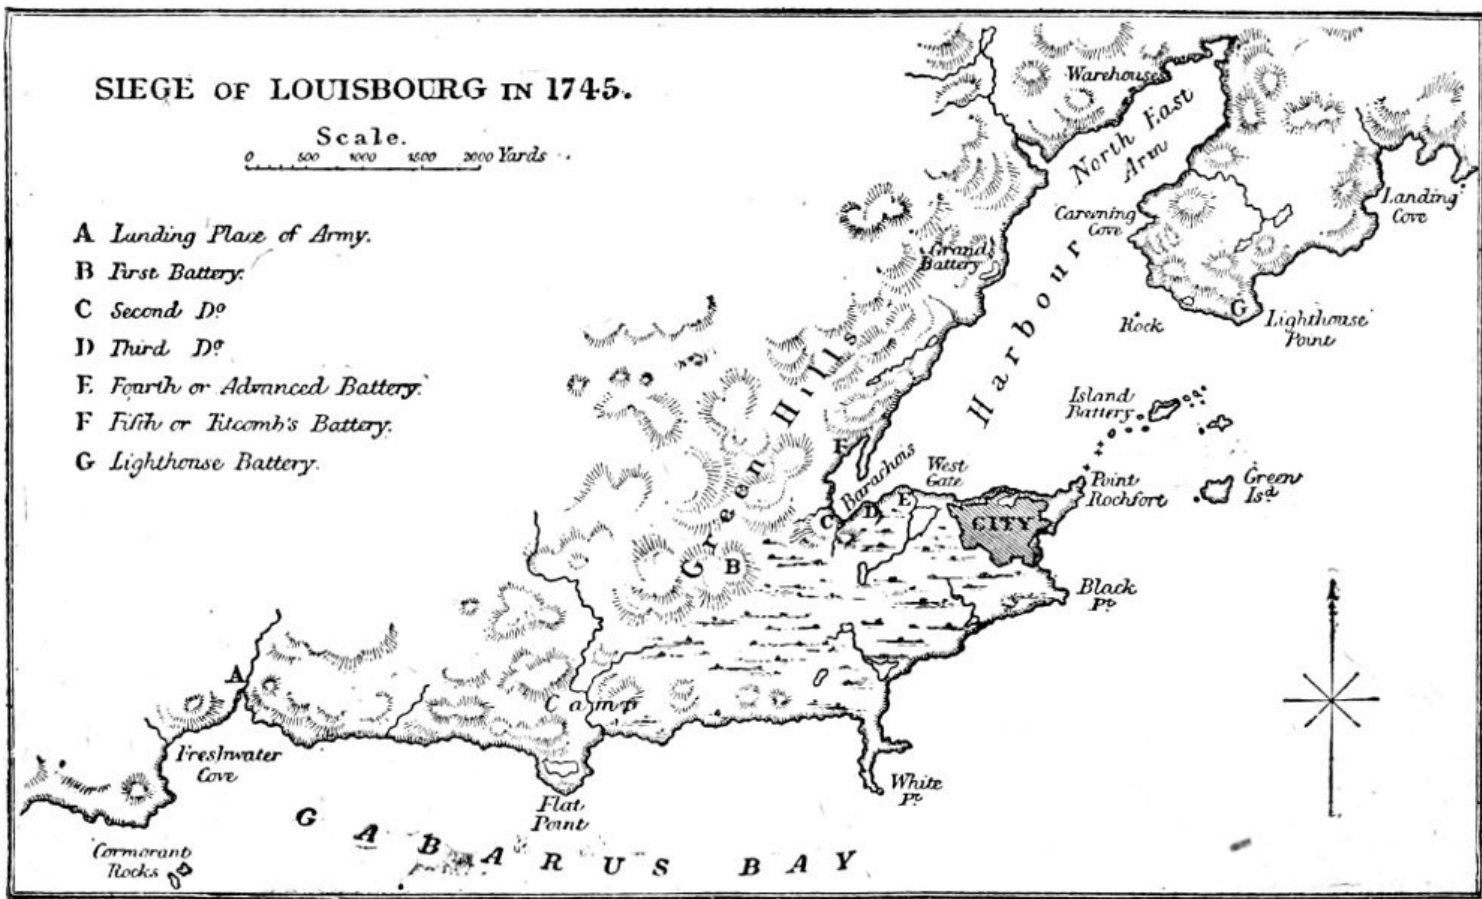 SIEGE OF LOUISBOURG IN 1745.
Scale.
0 500 1000 1500 2000 Yards
A Landing Place of Army.
B First Battery.
C Second Do
D Third Do
E Fourth or Advanced Battery.
F Fifth or Titcomb's Battery.
G Lighthouse Battery.
Warehouses
North East
Arm
Careening
Cove
Landing
Cove
Grand
Battery
Harbour
G
Rock
Lighthouse
Point
Green Hills
Island
Battery
F
Barachois
West
Gate
Point
Rochfort
Green
Isd
C
D
E
CITY
B
Black
Pt
A
Camp
Freshwater
Cove
White
Pt
Flat
Point
GABARUS BAY
Cormorant
Rocks